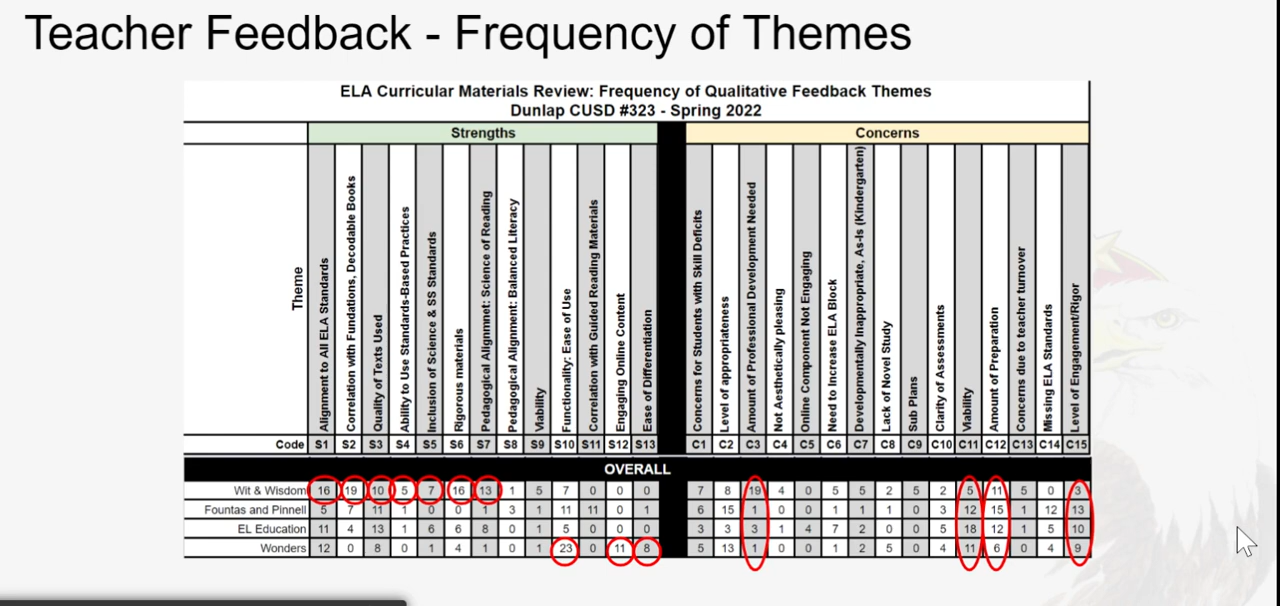 Teacher Feedback - Frequency of Themes
ELA Curricular Materials Review: Frequency of Qualitative Feedback Themes
Dunlap CUSD #323 - Spring 2022
Strengths Concerns
Theme
Alignment to All ELA Standards
Correlation with Fundations, Decodable Books
Quality of Texts Used
Ability to Use Standards-Based Practices
Inclusion of Science & SS Standards
Rigorous materials
Pedagogical Alignmnet: Science of Reading
Pedagogical Alignment: Balanced Literacy
Viability
Functionality: Ease of Use
Correlation with Guided Reading Materials
Engaging Online Content
Ease of Differentiation
Concerns for Students with Skill Deficits
Level of appropriateness
Amount of Professional Development Needed
Not Aesthetically pleasing
Online Component Not Engaging
Need to Increase ELA Block
Developmentally Inappropriate, As-Is (Kindergarten)
Lack of Novel Study
Sub Plans
Clarity of Assessments
Viability
Amount of Preparation
Concerns due to teacher turnover
Missing ELA Standards
Level of Engagement/Rigor
Code S1 S2 S3 S4 S5 S6 S7 S8 S9 S10 S11 S12 S13 C1 C2 C3 C4 C5 C6 C7 C8 C9 C10 C11 C12 C13 C14 C15
OVERALL
Wit & Wisdom 16 19 10 5 7 16 13 1 5 7 0 0 0 7 8 19 4 0 5 5 2 5 2 5 11 5 0 3
Fountas and Pinnell 5 7 11 1 0 0 1 3 1 11 11 0 1 6 15 1 0 0 1 1 1 0 3 12 15 1 12 13
EL Education 11 4 13 1 6 6 8 0 1 5 0 0 0 3 3 3 1 4 7 2 0 0 5 18 12 1 5 10
Wonders 12 0 8 0 1 4 1 0 1 23 0 11 8 5 13 1 0 0 1 2 5 0 4 11 6 0 4 9